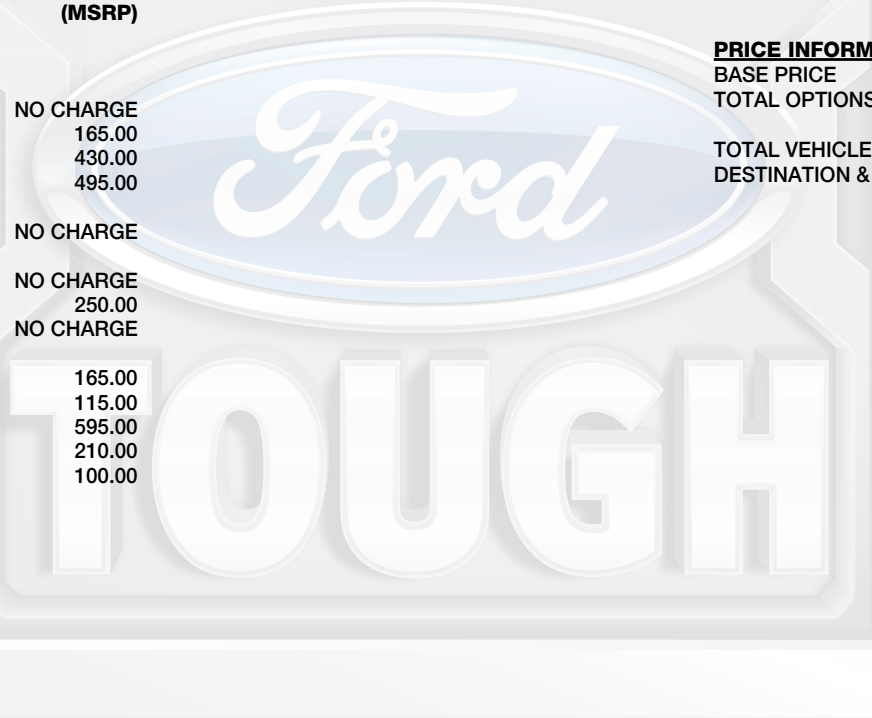 (MSRP)
NO CHARGE
165.00
430.00
495.00
NO CHARGE
NO CHARGE
250.00
NO CHARGE
165.00
115.00
595.00
210.00
100.00
PRICE INFORM
BASE PRICE
TOTAL OPTIONS
TOTAL VEHICLE
DESTINATION &
Ford
TOUGH